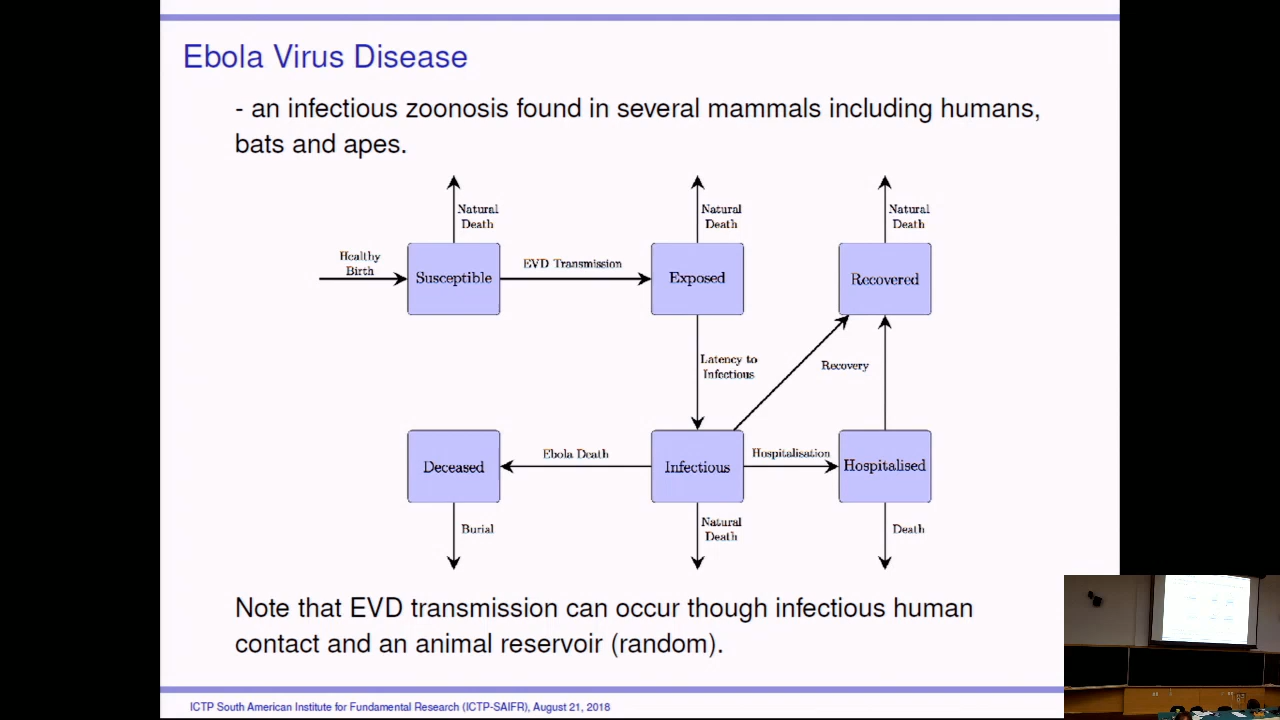 Ebola Virus Disease
- an infectious zoonosis found in several mammals including humans,
bats and apes.
Natural
Death
Natural
Death
Natural
Death
Healthy
Birth
Susceptible
EVD Transmission
Exposed
Recovered
Latency to
Infectious
Recovery
Deceased
Ebola Death
Infectious
Hospitalisation
Hospitalised
Burial
Natural
Death
Death
Note that EVD transmission can occur though infectious human
contact and an animal reservoir (random).
ICTP South American Institute for Fundamental Research (ICTP-SAIFR), August 21, 2018